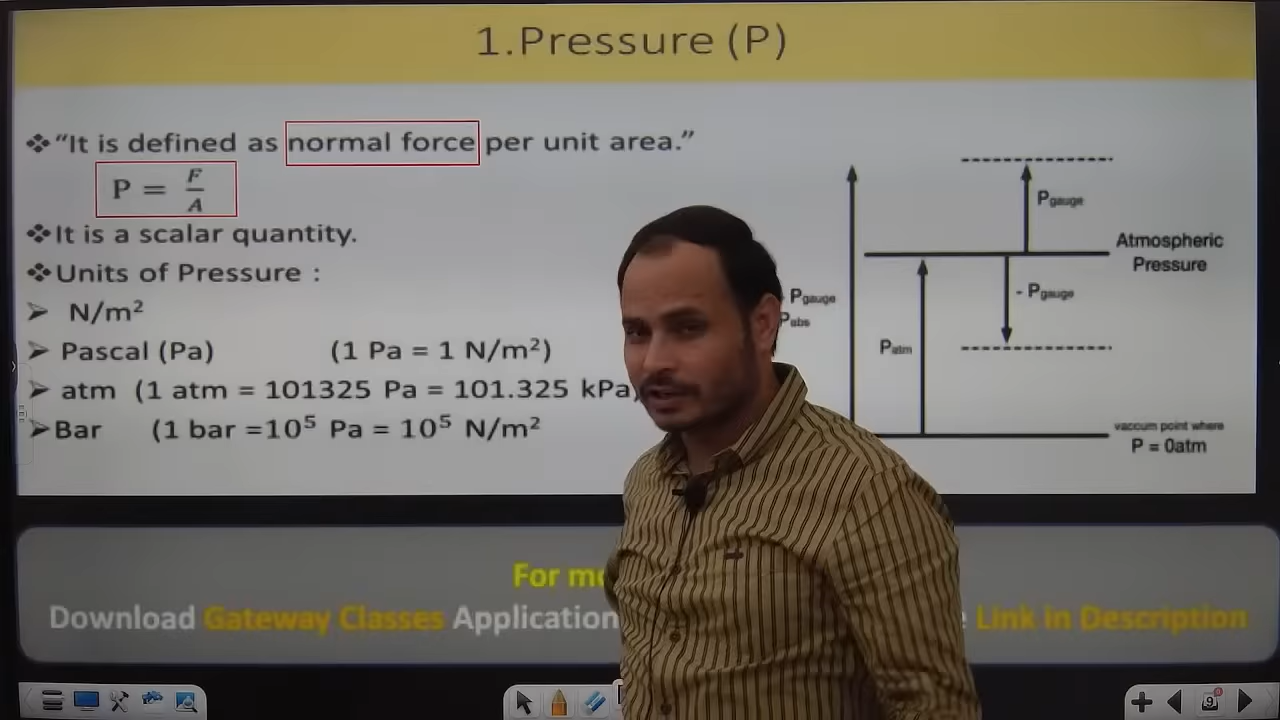 1.Pressure (P)
❖“It is defined as normal force per unit area.”
P = F/A
❖It is a scalar quantity.
❖Units of Pressure :
➢ N/m²
➢ Pascal (Pa) (1 Pa = 1 N/m²)
➢ atm (1 atm = 101325 Pa = 101.325 kPa)
➢Bar (1 bar =10⁵ Pa = 10⁵ N/m²
Pgauge
Atmospheric
Pressure
- Pgauge
Pgauge
Pabs
Patm
vaccum point where
P = 0atm
For
Download Gateway Classes Application
Link in Description
9